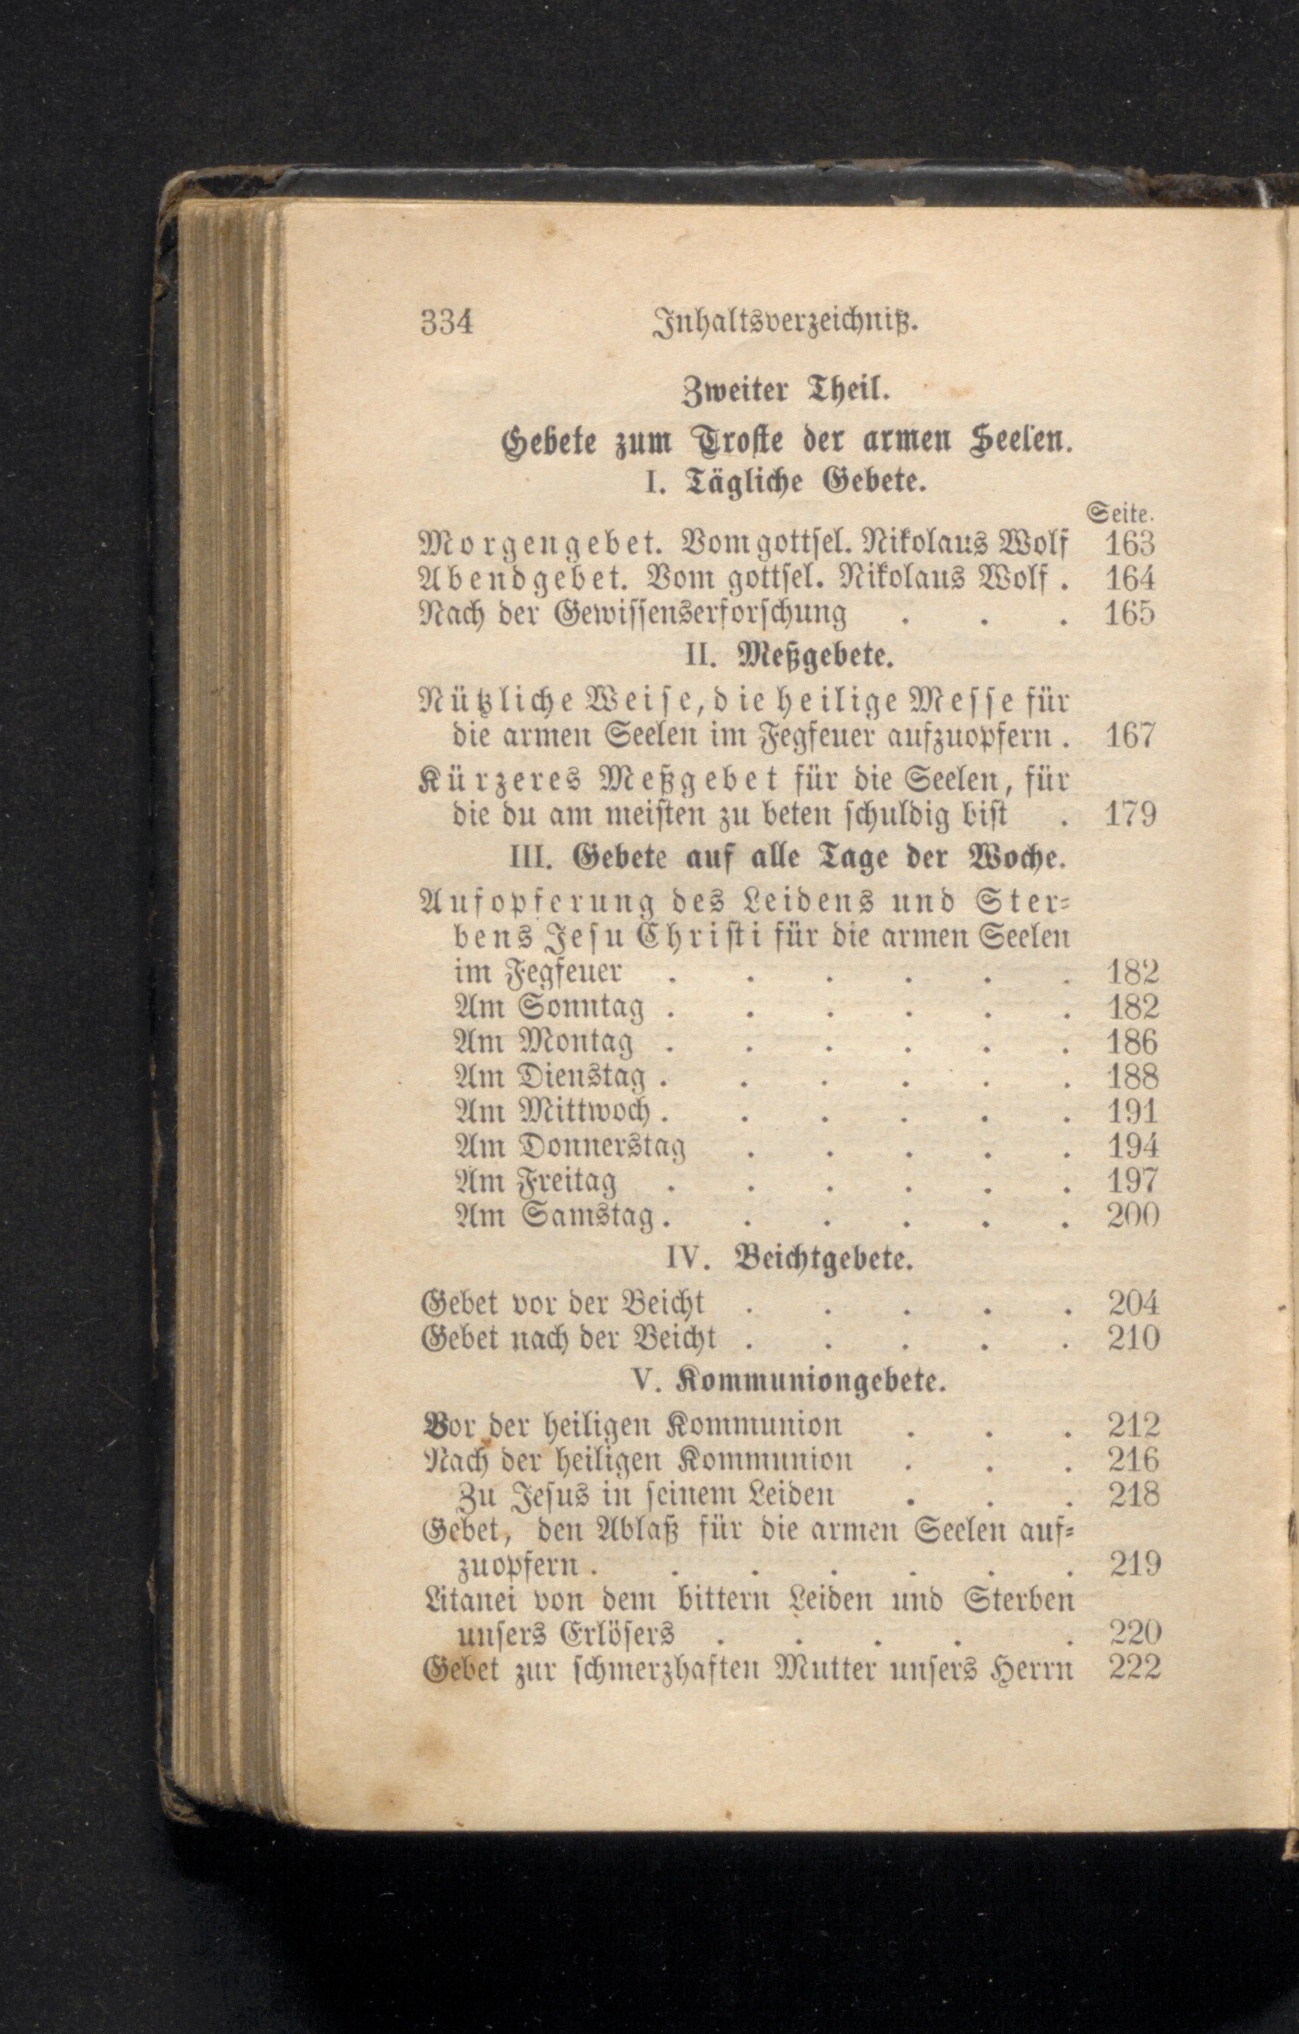 334 Inhaltsverzeichniß.
Zweiter Theil.
Gebete zum Troste der armen Seelen.
I. Tägliche Gebete.
Seite.
Morgengebet. Vom gottsel. Nikolaus Wolf 163
Abendgebet. Vom gottsel. Nikolaus Wolf . 164
Nach der Gewissenserforschung . . . 165
II. Meßgebete.
Nützliche Weise, die heilige Messe für
die armen Seelen im Fegfeuer aufzuopfern . 167
Kürzeres Meßgebet für die Seelen, für
die du am meisten zu beten schuldig bist . 179
III. Gebete auf alle Tage der Woche.
Aufopferung des Leidens und Ster-
bens Jesu Christi für die armen Seelen
im Fegfeuer . . . . . . 182
Am Sonntag . . . . . . 182
Am Montag . . . . . . 186
Am Dienstag . . . . . . 188
Am Mittwoch . . . . . . 191
Am Donnerstag . . . . . 194
Am Freitag . . . . . . 197
Am Samstag . . . . . . 200
IV. Beichtgebete.
Gebet vor der Beicht . . . . . 204
Gebet nach der Beicht . . . . . 210
V. Kommuniongebete.
Vor der heiligen Kommunion . . . 212
Nach der heiligen Kommunion . . . 216
Zu Jesus in seinem Leiden . . . 218
Gebet, den Ablaß für die armen Seelen auf-
zuopfern . . . . . . . 219
Litanei von dem bittern Leiden und Sterben
unsers Erlösers . . . . . 220
Gebet zur schmerzhaften Mutter unsers Herrn 222